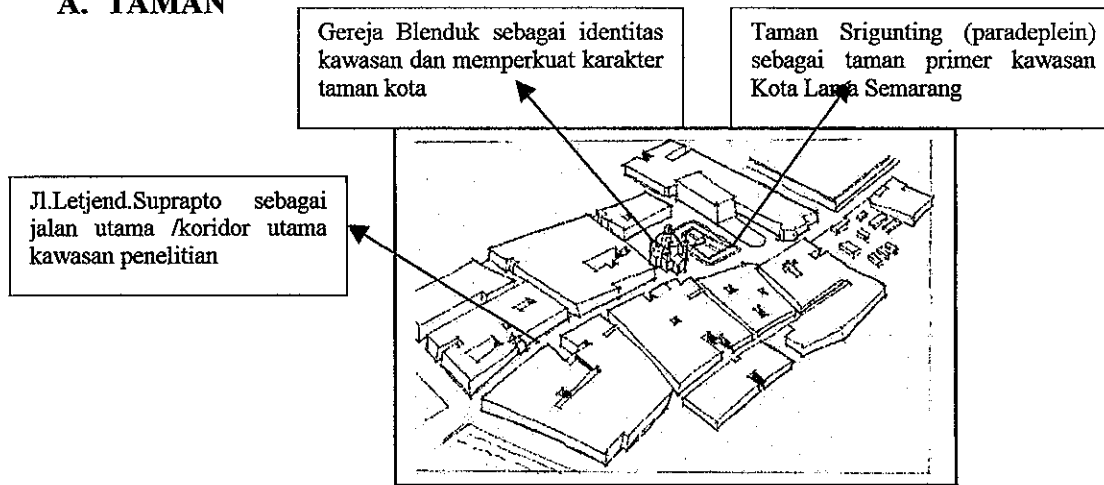 A. TAMAN
Gereja Blenduk sebagai identitas
kawasan dan memperkuat karakter
taman kota
Taman Srigunting (paradeplein)
sebagai taman primer kawasan
Kota Lama Semarang
Jl.Letjend.Suprapto sebagai
jalan utama /koridor utama
kawasan penelitian